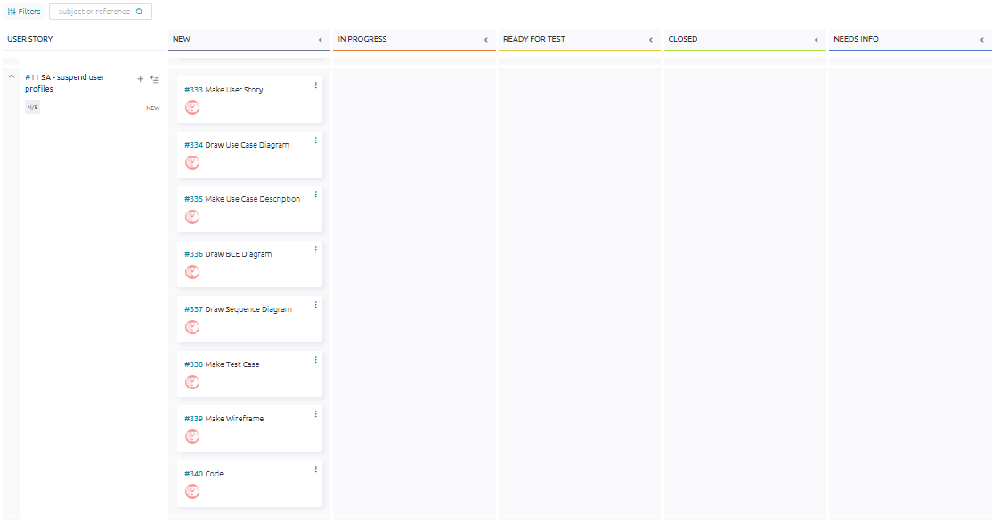 Filters
subject or reference
USER STORY
NEW
IN PROGRESS
READY FOR TEST
CLOSED
NEEDS INFO
#11 SA - suspend user
profiles
N/E
NEW
#333 Make User Story
#334 Draw Use Case Diagram
#335 Make Use Case Description
#336 Draw BCE Diagram
#337 Draw Sequence Diagram
#338 Make Test Case
#339 Make Wireframe
#340 Code